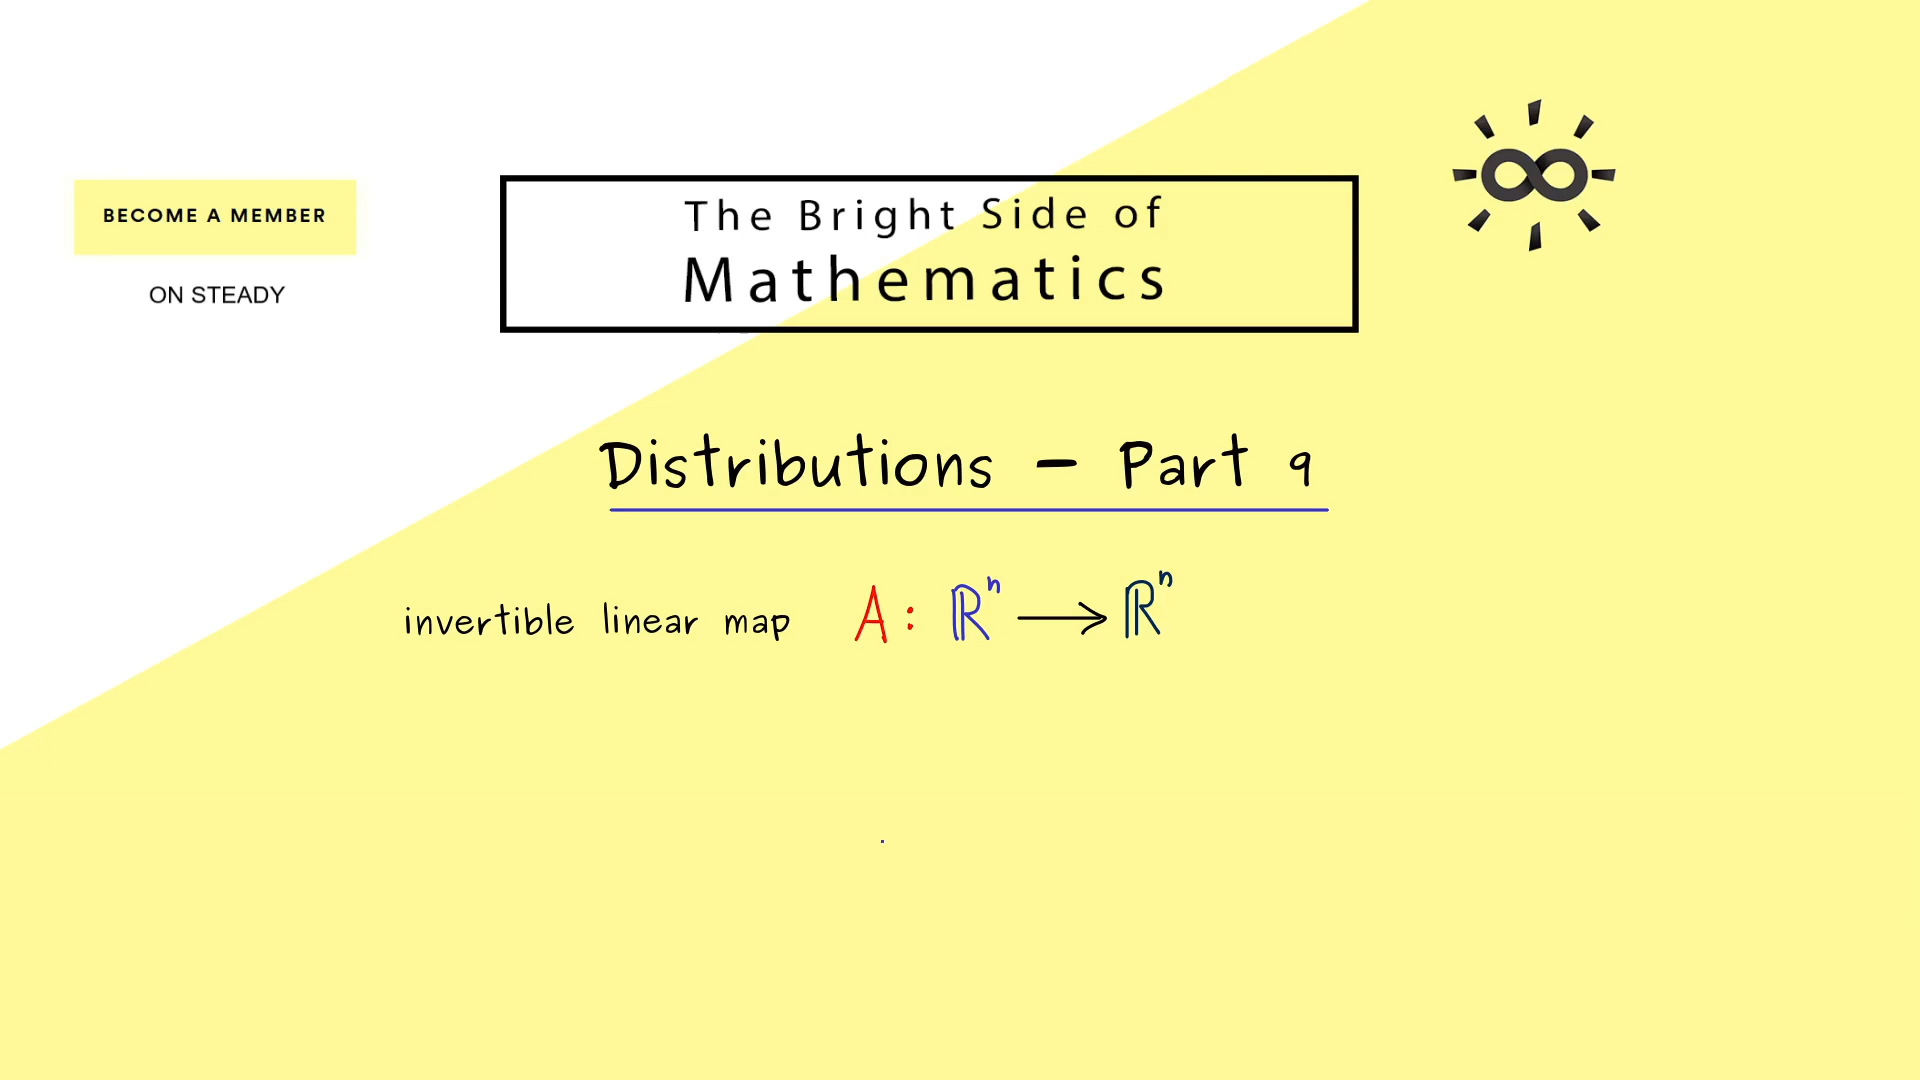 BECOME A MEMBER
ON STEADY
The Bright Side of
Mathematics
Distributions – Part 9
invertible linear map A: ℝⁿ ⟶ ℝⁿ